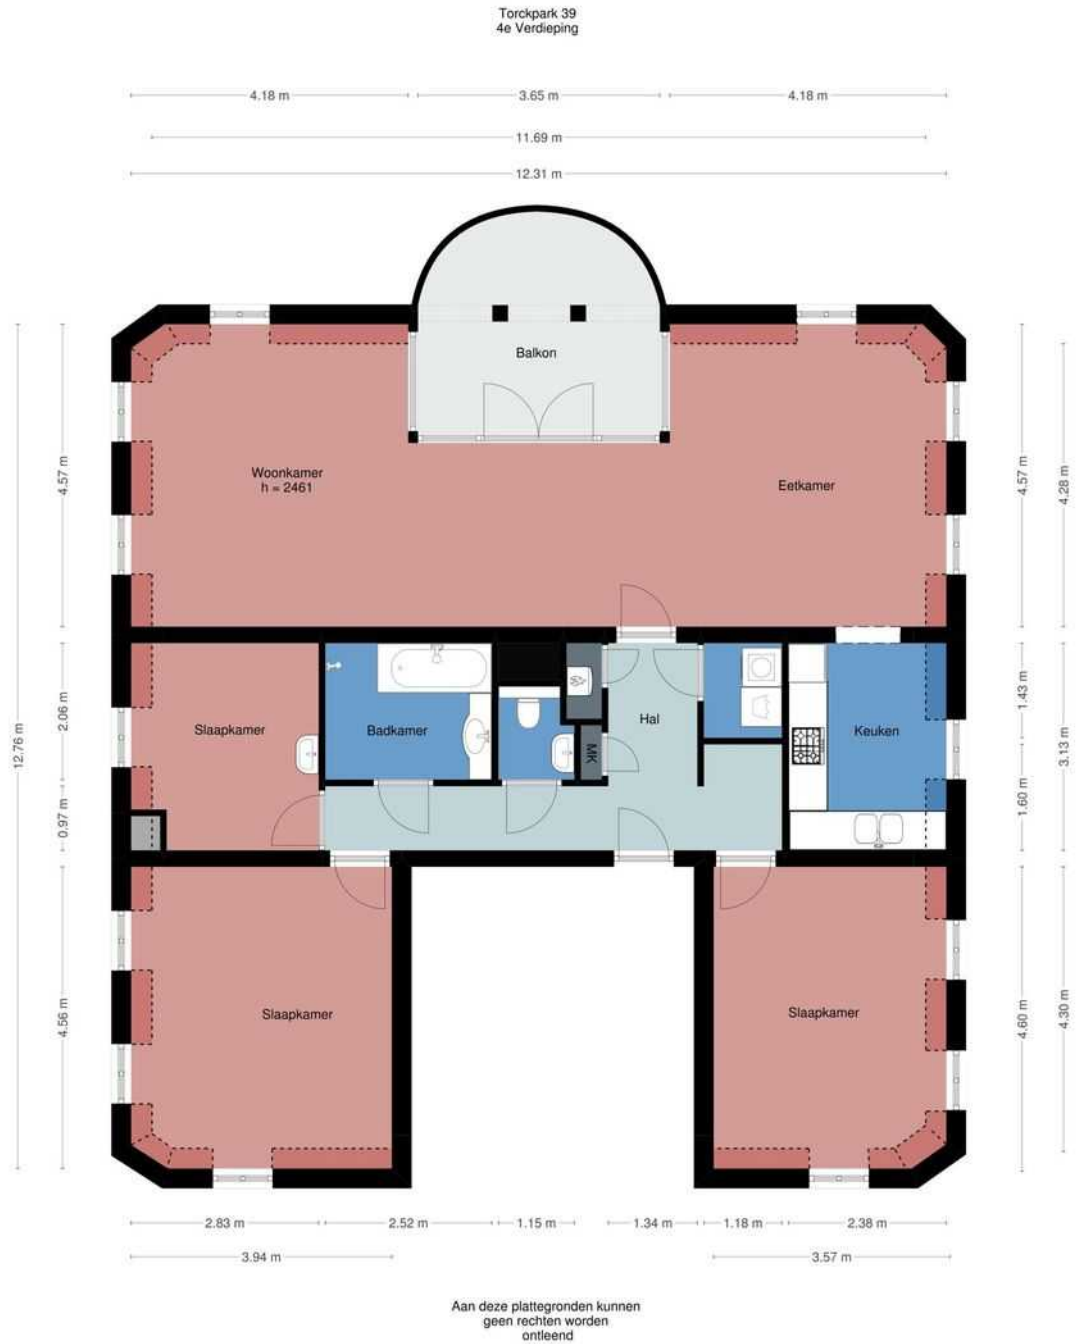 Torckpark 39
4e Verdieping
4.18 m
3.65 m
4.18 m
11.69 m
12.31 m
Balkon
Woonkamer
h = 2461
Eetkamer
4.57 m
4.57 m
4.28 m
12.76 m
2.06 m
0.97 m
Slaapkamer
Badkamer
MK
Hal
Keuken
1.43 m
1.60 m
3.13 m
4.56 m
Slaapkamer
Slaapkamer
4.60 m
4.30 m
2.83 m
2.52 m
1.15 m
1.34 m
1.18 m
2.38 m
3.94 m
3.57 m
Aan deze plattegronden kunnen
geen rechten worden
ontleend